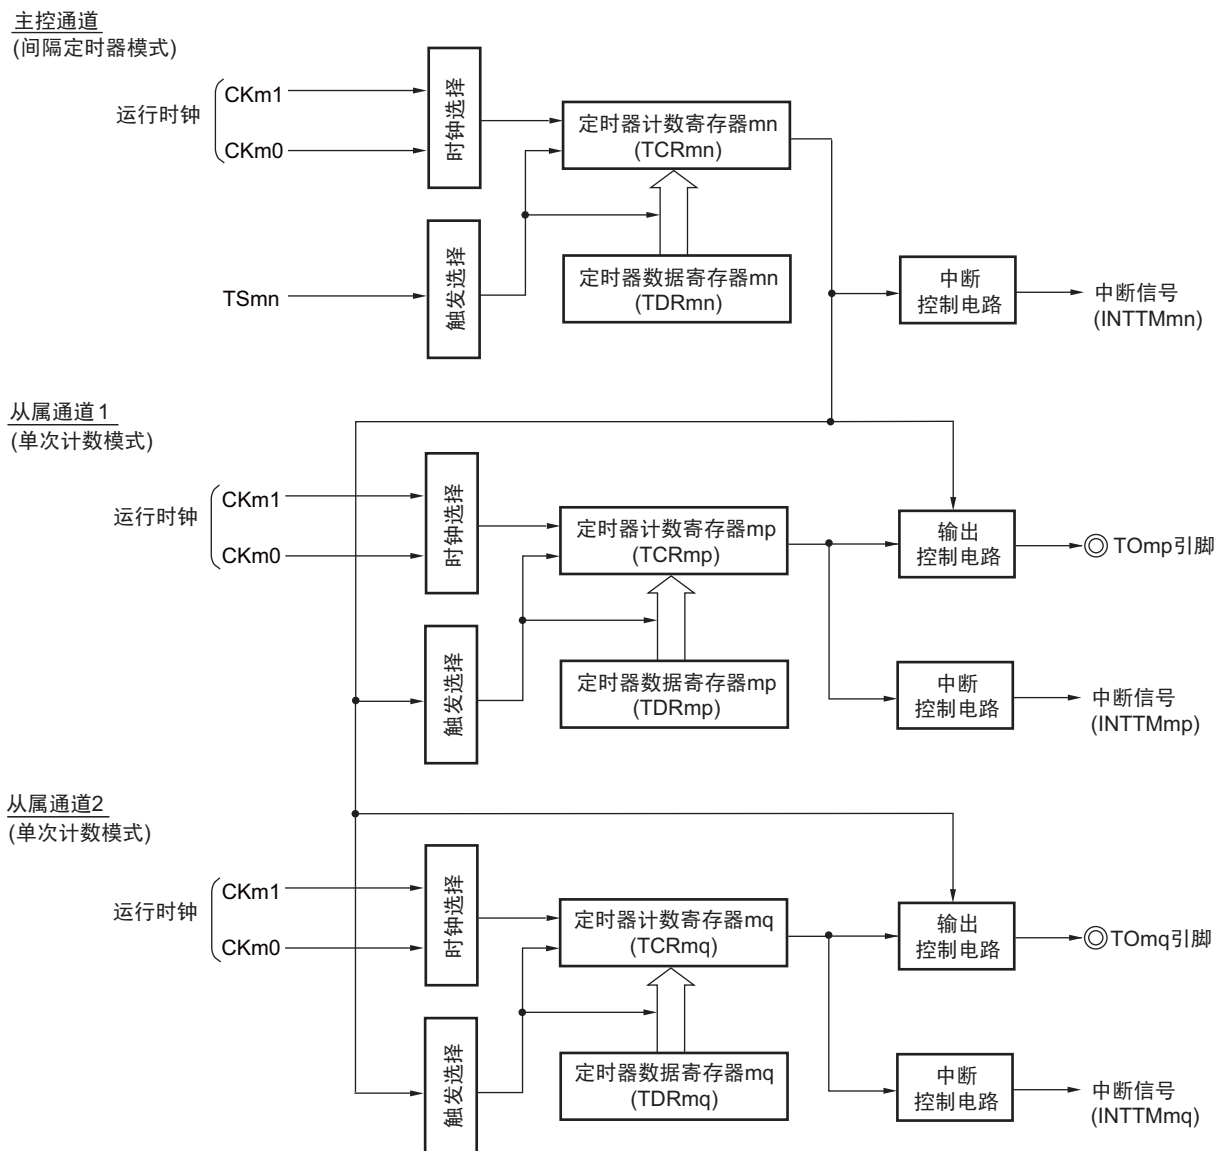 主控通道
(间隔定时器模式)
运行时钟
CKm1
CKm0
时钟选择
定时器计数寄存器mn
(TCRmn)
TSmn
触发选择
定时器数据寄存器mn
(TDRmn)
中断
控制电路
中断信号
(INTTMmn)
从属通道1
(单次计数模式)
运行时钟
CKm1
CKm0
时钟选择
定时器计数寄存器mp
(TCRmp)
输出
控制电路
TOmp引脚
触发选择
定时器数据寄存器mp
(TDRmp)
中断
控制电路
中断信号
(INTTMmp)
从属通道2
(单次计数模式)
运行时钟
CKm1
CKm0
时钟选择
定时器计数寄存器mq
(TCRmq)
输出
控制电路
TOmq引脚
触发选择
定时器数据寄存器mq
(TDRmq)
中断
控制电路
中断信号
(INTTMmq)